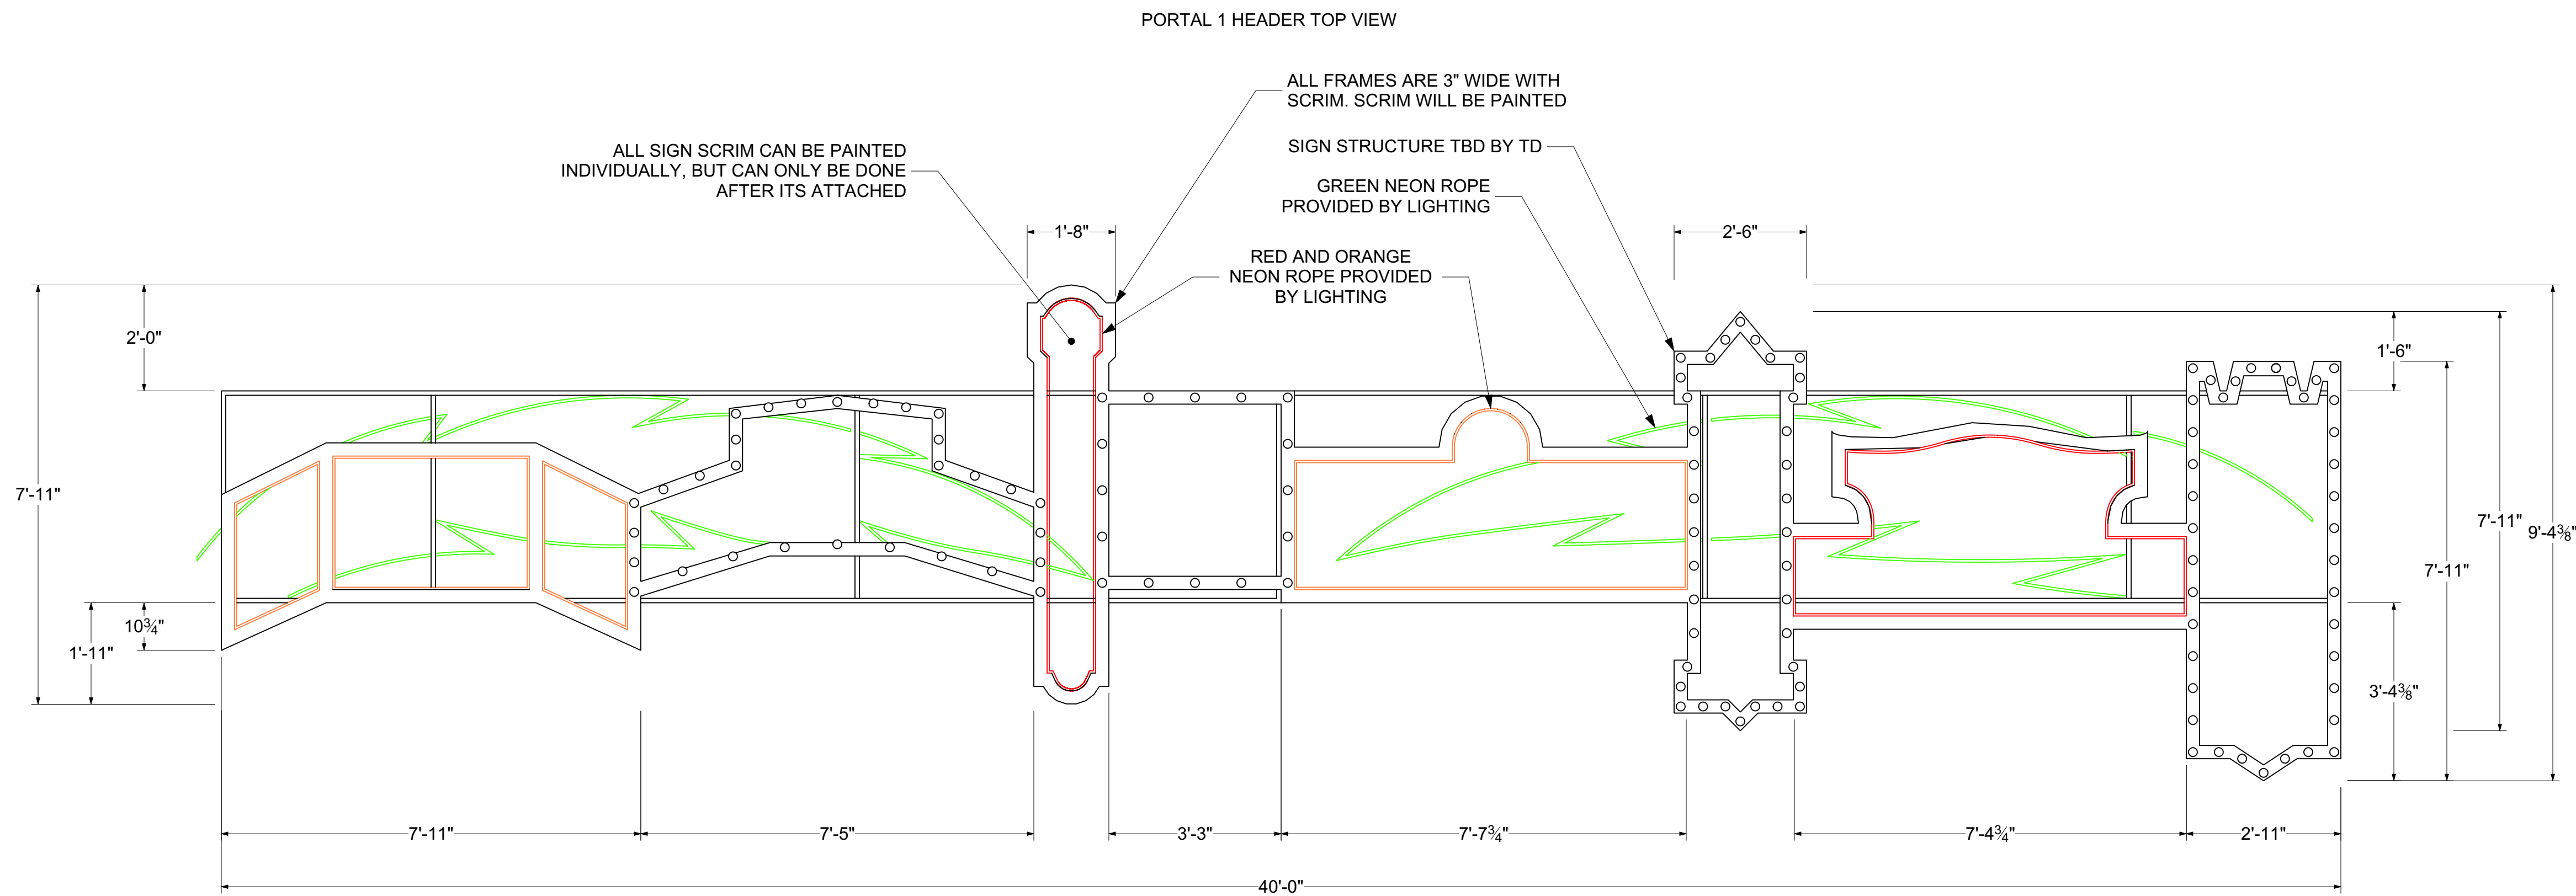 PORTAL 1 HEADER TOP VIEW
ALL FRAMES ARE 3" WIDE WITH
SCRIM. SCRIM WILL BE PAINTED
ALL SIGN SCRIM CAN BE PAINTED
INDIVIDUALLY, BUT CAN ONLY BE DONE
AFTER ITS ATTACHED
SIGN STRUCTURE TBD BY TD
GREEN NEON ROPE
PROVIDED BY LIGHTING
RED AND ORANGE
NEON ROPE PROVIDED
BY LIGHTING
1'-8"
2'-6"
2'-0"
1'-6"
7'-11"
7'-11"
9'-4⅜"
7'-11"
10¾"
1'-11"
3'-4⅜"
7'-11"
7'-5"
3'-3"
7'-7¾"
7'-4¾"
2'-11"
40'-0"